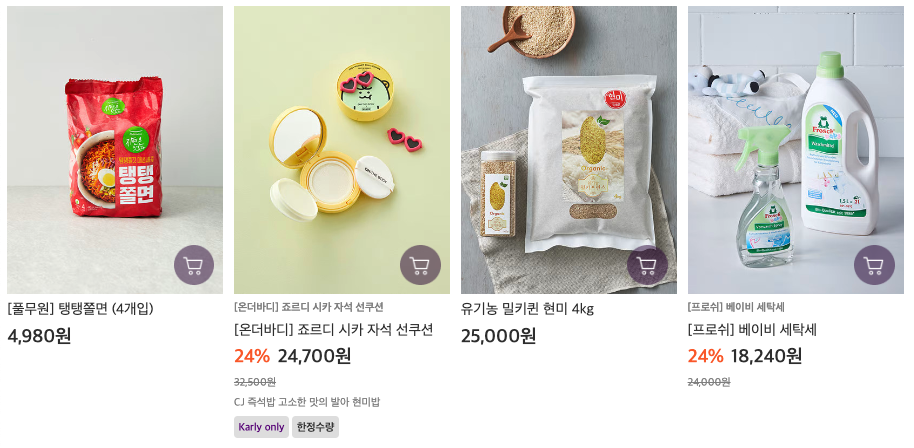 탱탱
쫄면
ON THE BODY
현미
Organic
Organic
Frosch
Frosch
[풀무원] 탱탱쫄면 (4개입)
4,980원
[온더바디] 죠르디 시카 자석 선쿠션
[온더바디] 죠르디 시카 자석 선쿠션
24% 24,700원
32,500원
CJ 즉석밥 고소한 맛의 발아 현미밥
Karly only 한정수량
유기농 밀키퀸 현미 4kg
25,000원
[프로쉬] 베이비 세탁세
[프로쉬] 베이비 세탁세
24% 18,240원
24,000원